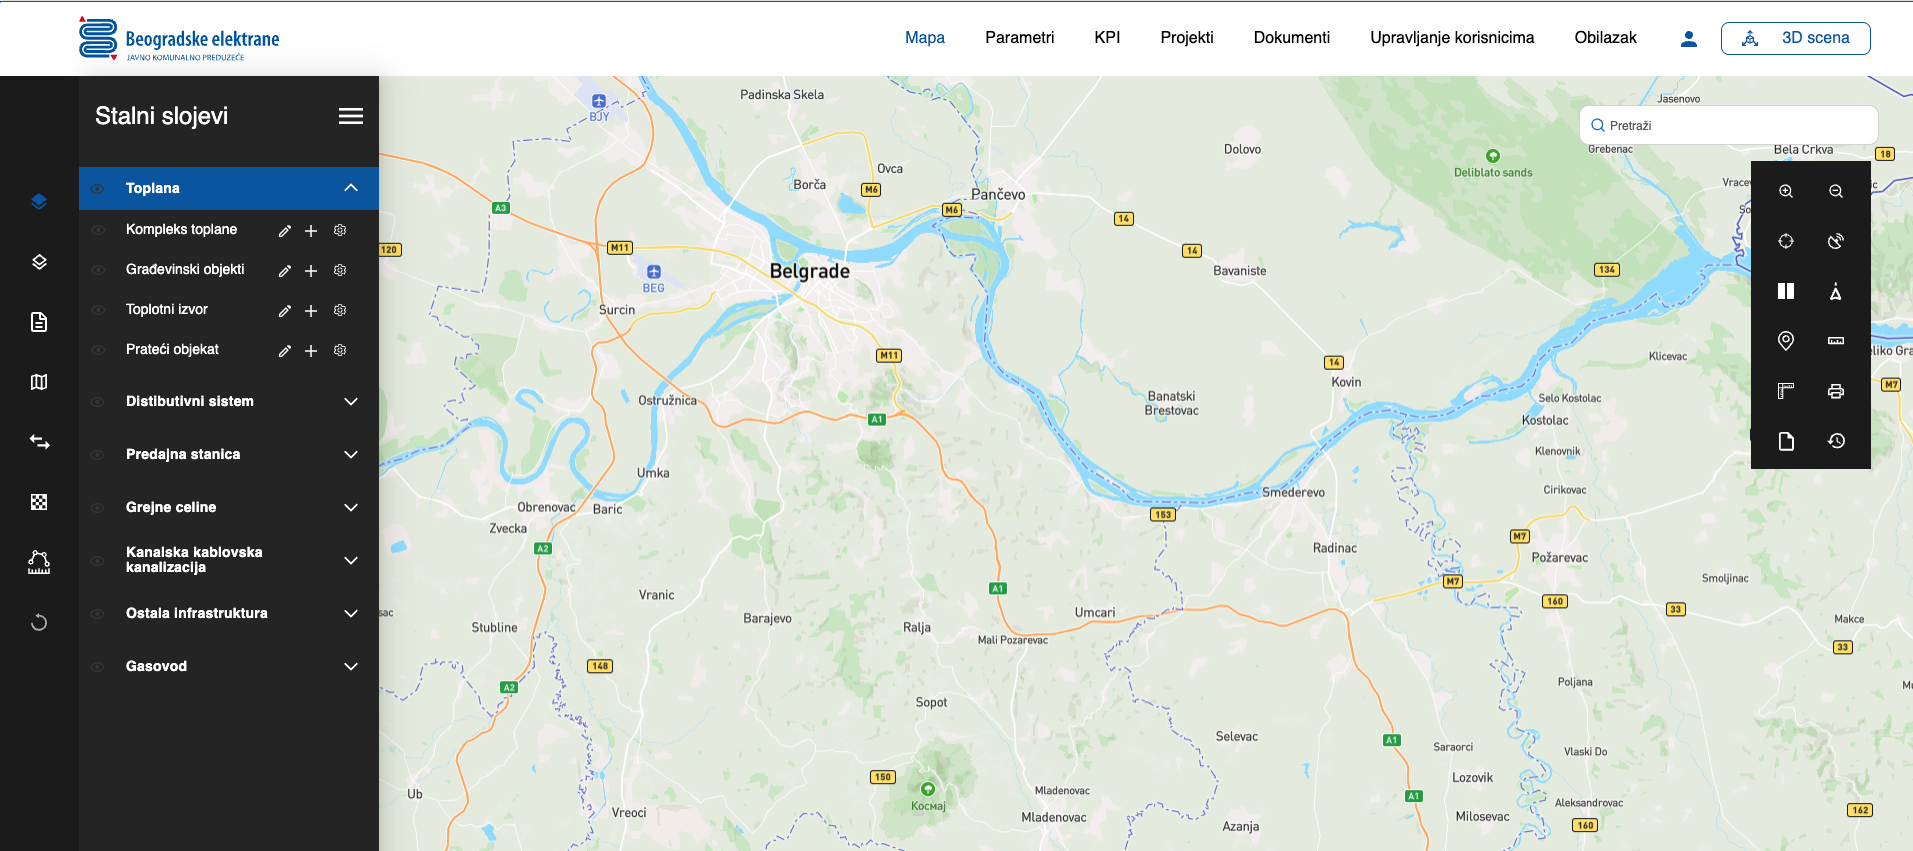 Beogradske elektrane
JAVNO KOMUNALNO PREDUZEĆE
Mapa
Parametri
KPI
Projekti
Dokumenti
Upravljanje korisnicima
Obilazak
3D scena
Stalni slojevi
Toplana
Kompleks toplane
Građevinski objekti
Toplotni izvor
Prateći objekat
Distibutivni sistem
Predajna stanica
Grejne celine
Kanalska kablovska
kanalizacija
Ostala infrastruktura
Gasovod
Pretraži
Padinska Skela
BJY
Jasenovo
Dolovo
Grebenac
Bela Crkva
18
Ovca
Deliblato sands
Borča
M6
Pančevo
A3
M6
14
120
M11
14
Belgrade
Bavaniste
134
BEG
Surcin
M11
14
Klicevac
Kovin
M7
Ostružnica
Banatski
Brestovac
Selo Kostolac
A1
Kostolac
Klenovnik
Umka
Cirikovac
Smederevo
Obrenovac
Baric
153
Zvecka
M7
A2
Radinac
Požarevac
M7
Smoljinac
A1
Vranic
160
33
Umcari
Barajevo
Makce
Stubline
Ralja
Mali Pozarevac
33
148
A2
Poljana
Sopot
Selevac
A1
Saraorci
Vlaski Do
150
Lozovik
Космај
Mladenovac
Ub
A1
Aleksandrovac
Vreoci
Mladenovac
Milosevac
162
Azanja
160